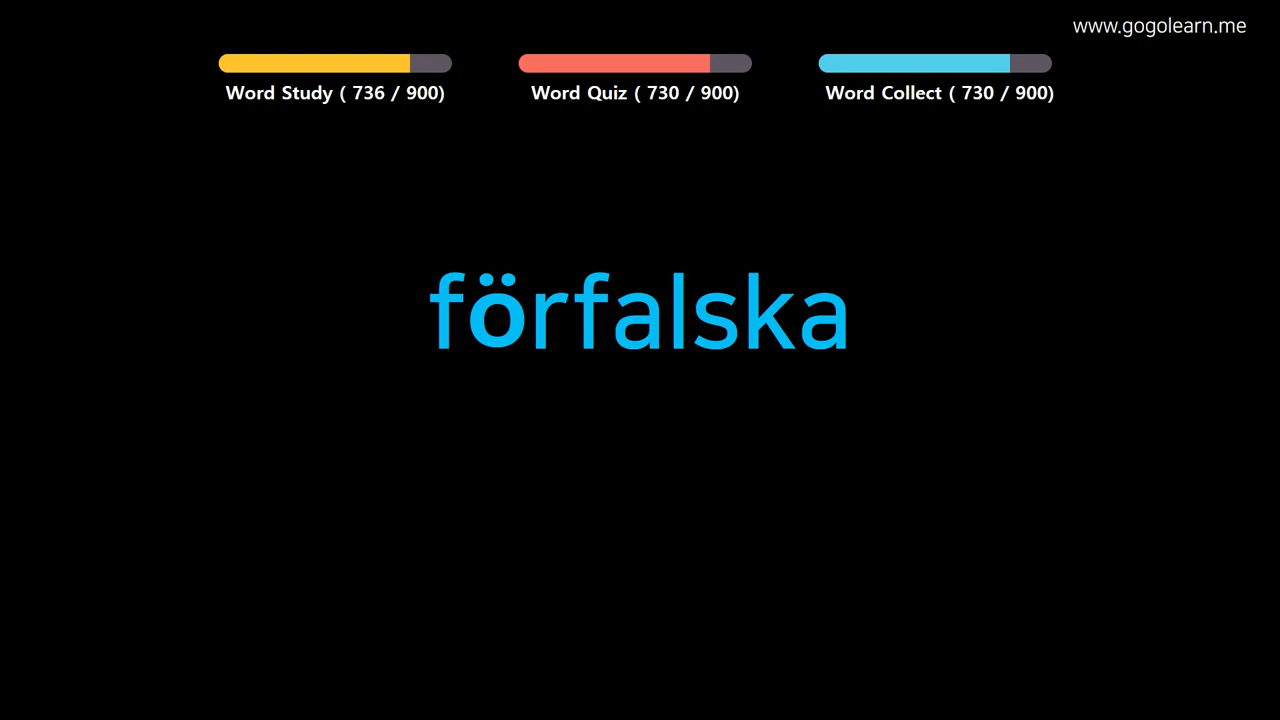 www.gogolearn.me
Word Study ( 736 / 900)
Word Quiz ( 730 / 900)
Word Collect ( 730 / 900)
förfalska